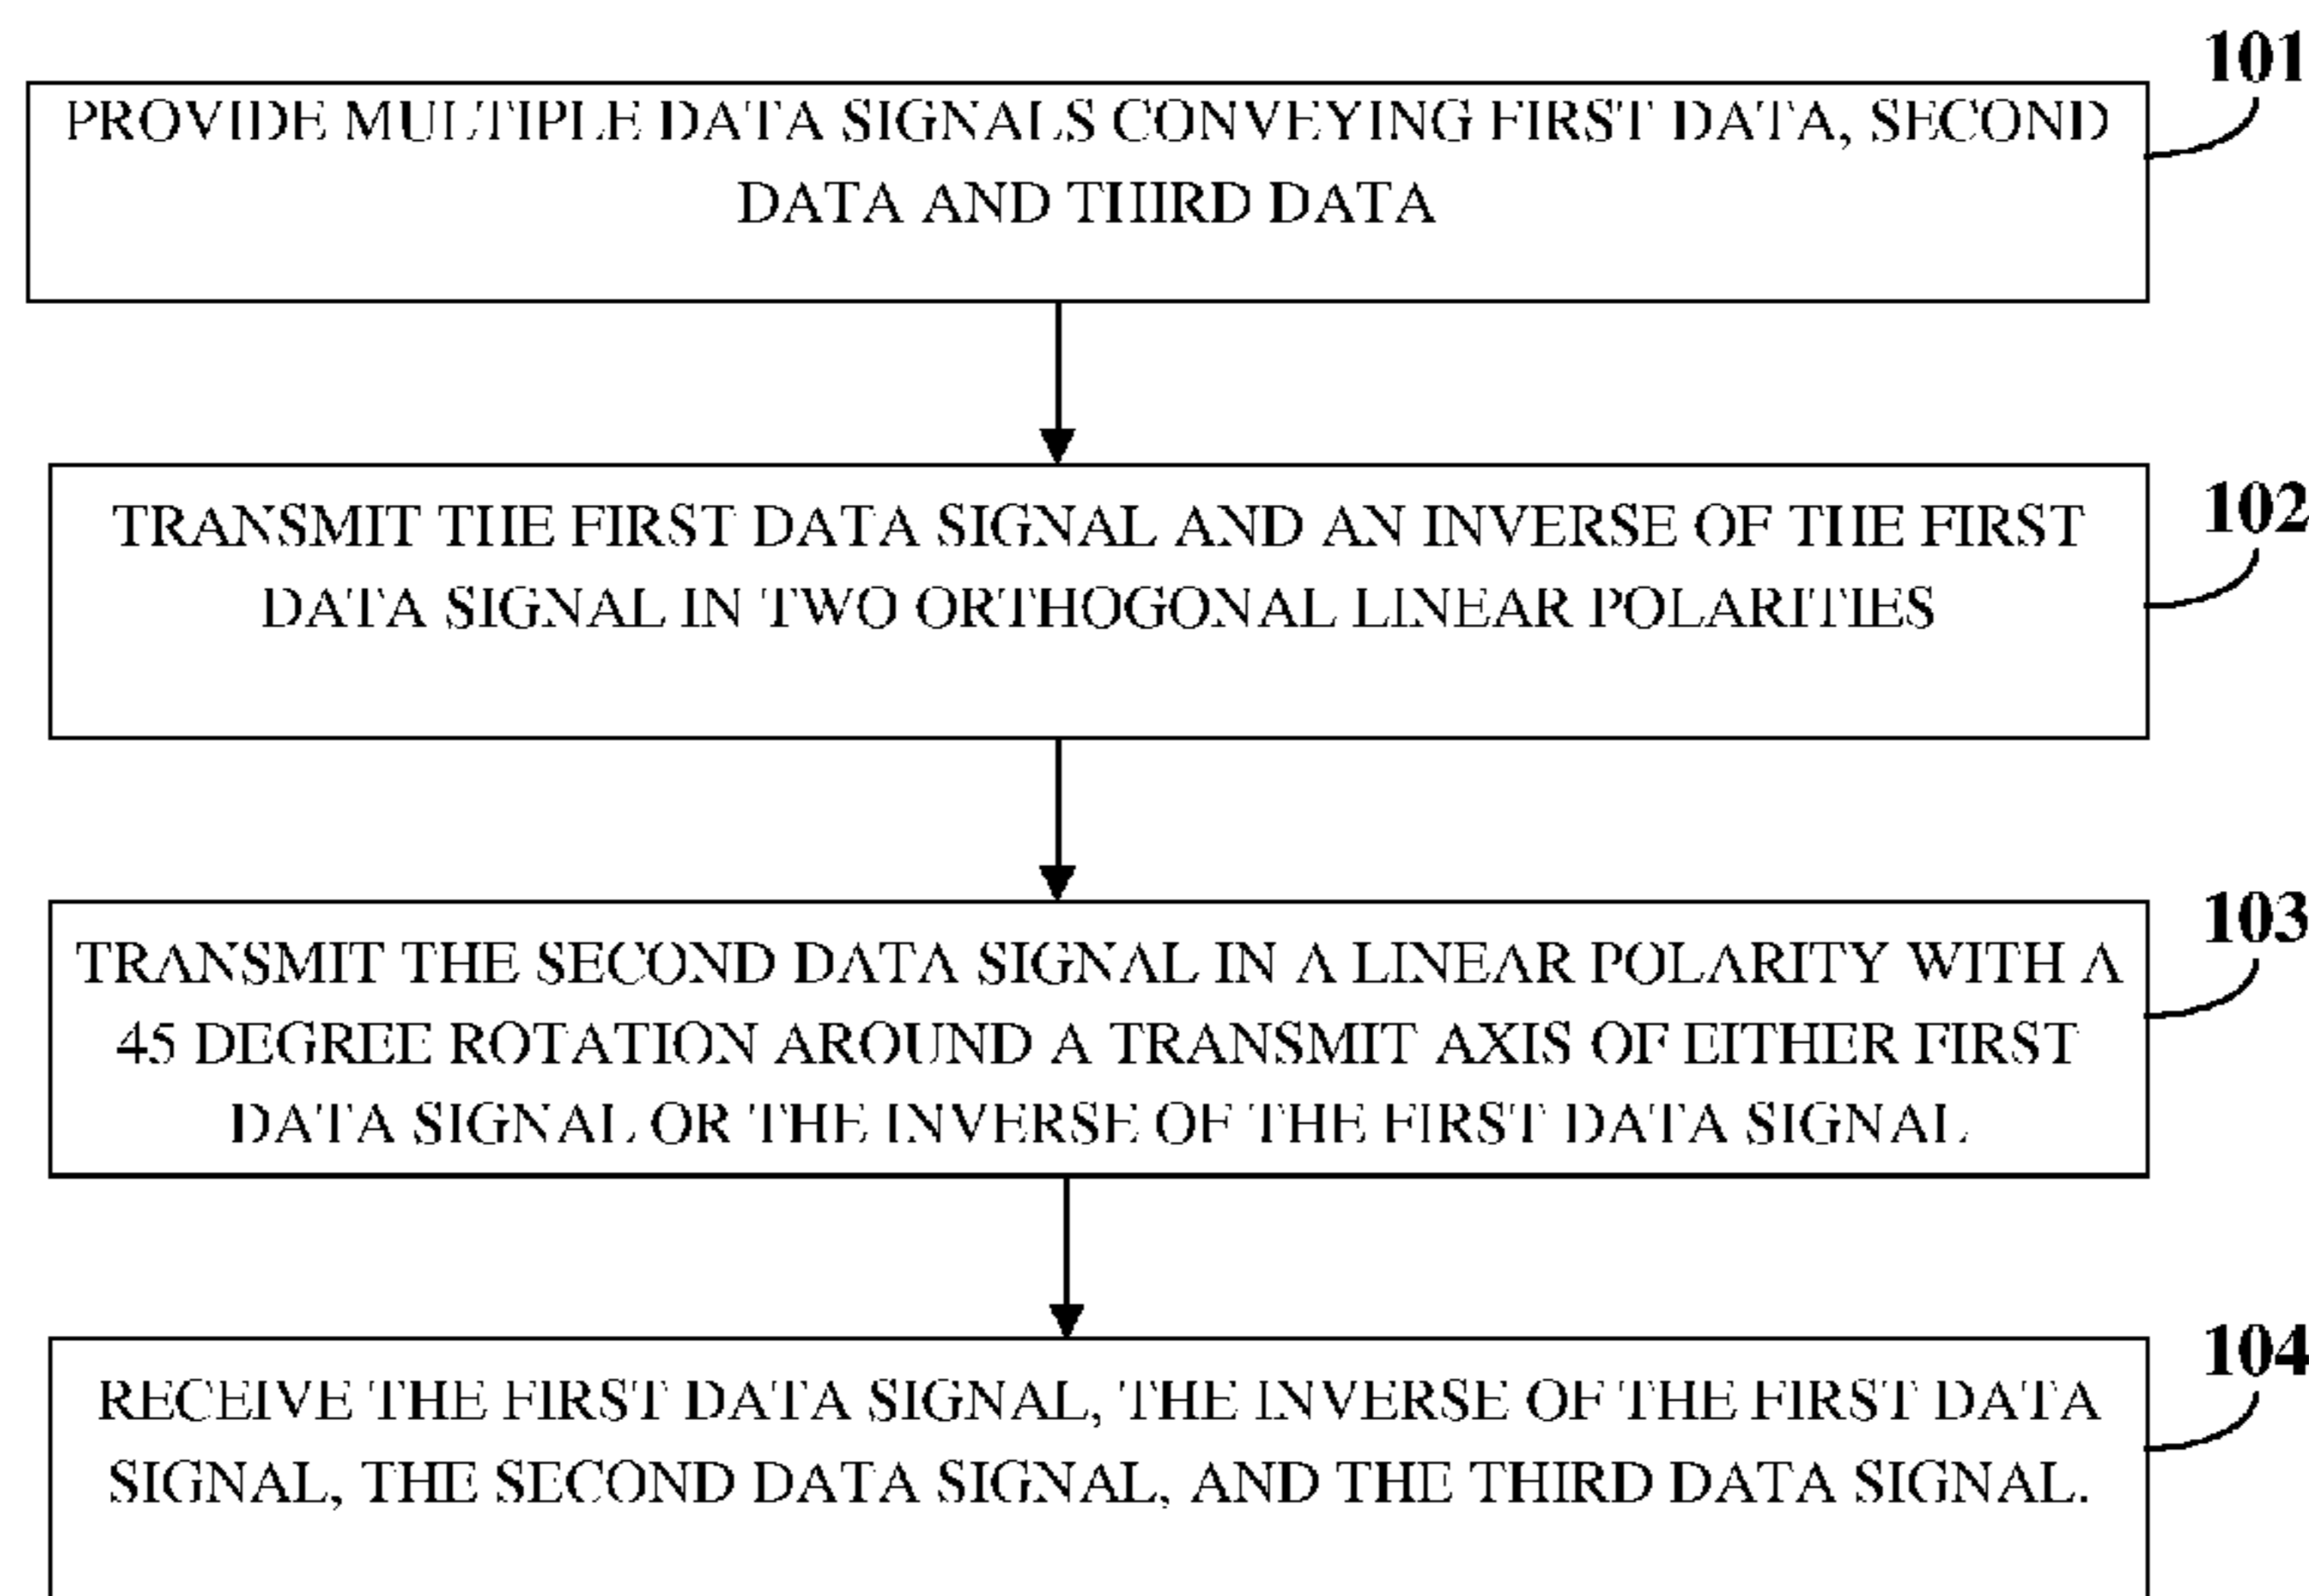 101
PROVIDE MULTIPLE DATA SIGNALS CONVEYING FIRST DATA, SECOND
DATA AND THIRD DATA
102
TRANSMIT THE FIRST DATA SIGNAL AND AN INVERSE OF THE FIRST
DATA SIGNAL IN TWO ORTHOGONAL LINEAR POLARITIES
103
TRANSMIT THE SECOND DATA SIGNAL IN A LINEAR POLARITY WITH A
45 DEGREE ROTATION AROUND A TRANSMIT AXIS OF EITHER FIRST
DATA SIGNAL OR THE INVERSE OF THE FIRST DATA SIGNAL
104
RECEIVE THE FIRST DATA SIGNAL, THE INVERSE OF THE FIRST DATA
SIGNAL, THE SECOND DATA SIGNAL, AND THE THIRD DATA SIGNAL.